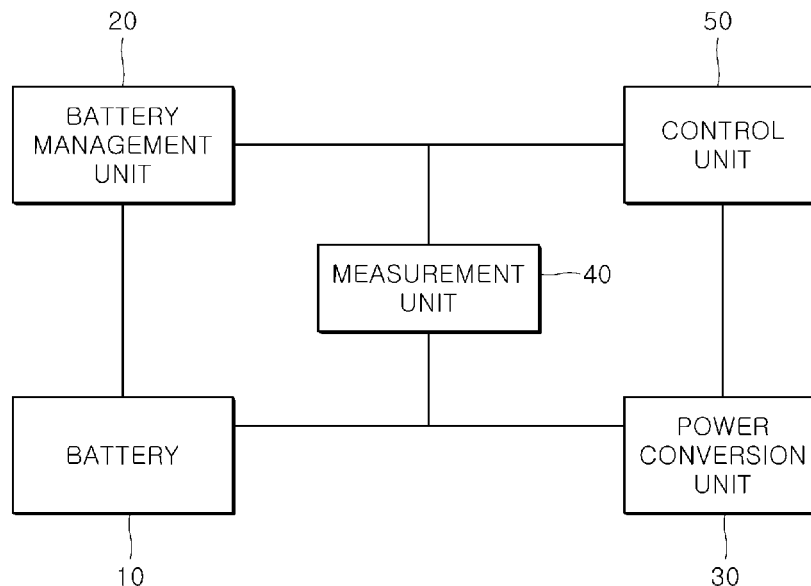 20
50
BATTERY
MANAGEMENT
UNIT
CONTROL
UNIT
MEASUREMENT
UNIT
40
BATTERY
POWER
CONVERSION
UNIT
10
30